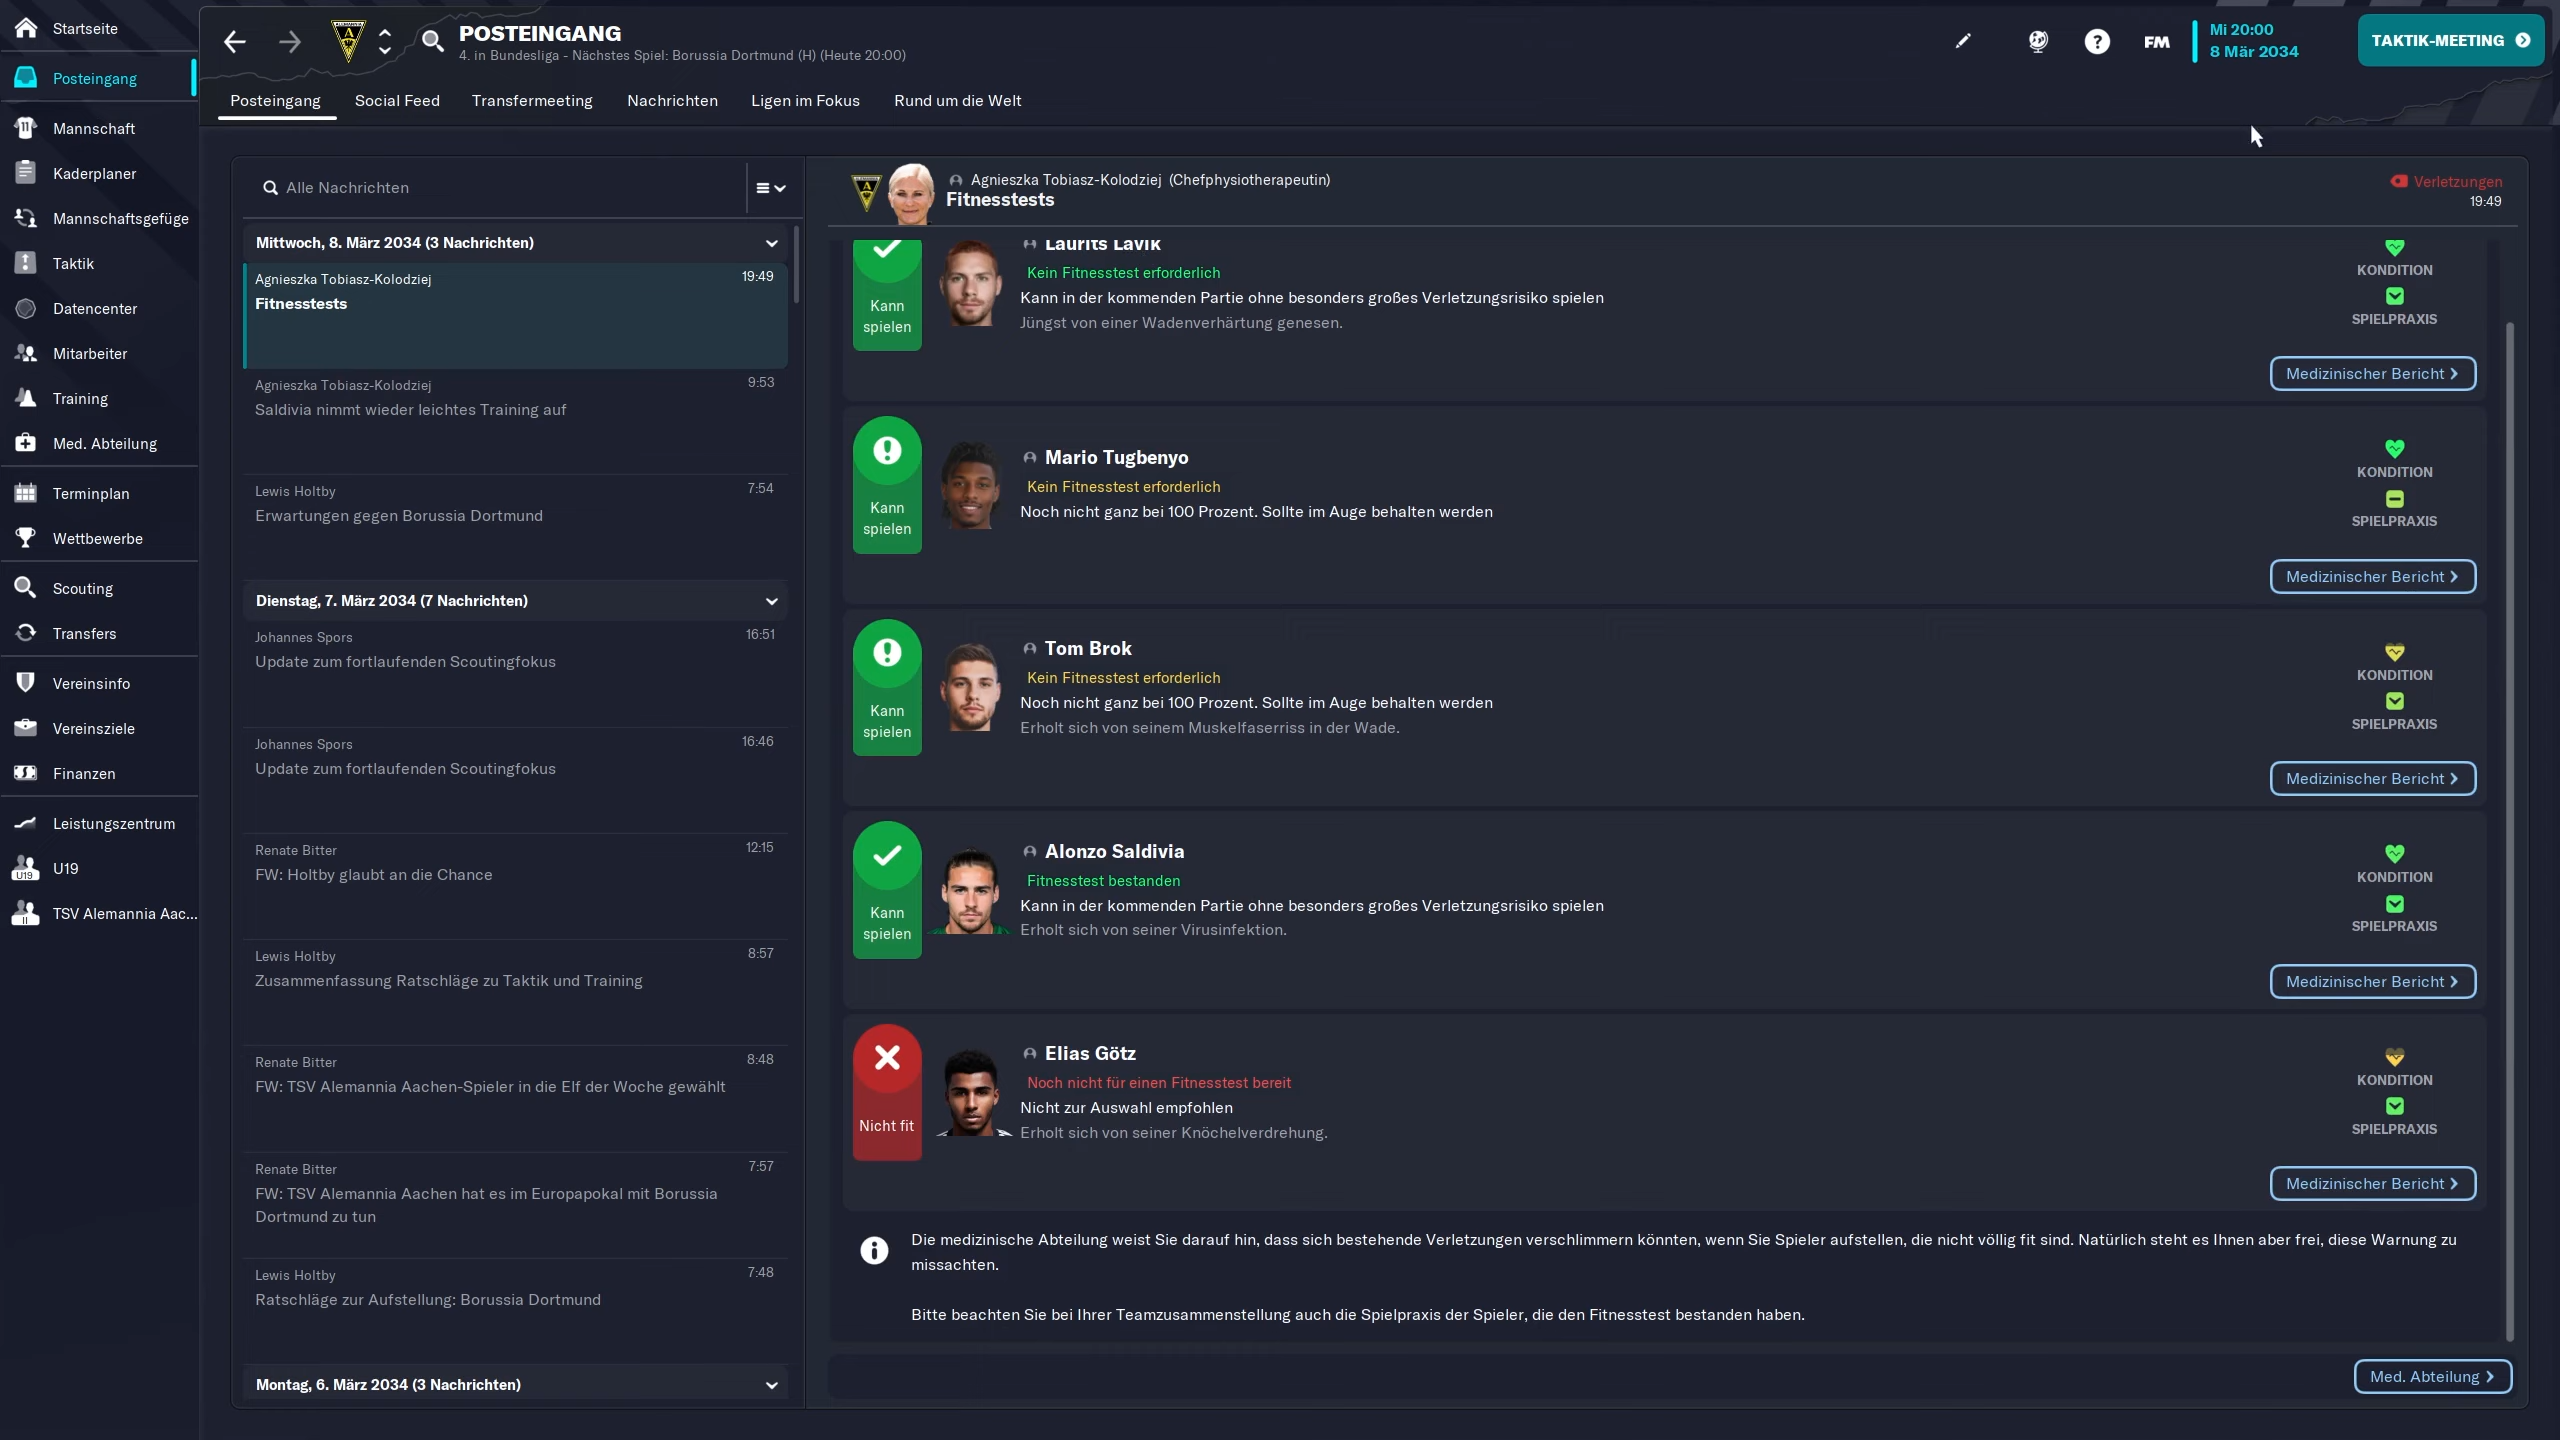 Startseite
Posteingang
Mannschaft
Kaderplaner
Mannschaftsgefüge
Taktik
Datencenter
Mitarbeiter
Training
Med. Abteilung
Terminplan
Wettbewerbe
Scouting
Transfers
Vereinsinfo
Vereinsziele
Finanzen
Leistungszentrum
U19
TSV Alemannia Aac...
POSTEINGANG
4. in Bundesliga - Nächstes Spiel: Borussia Dortmund (H) (Heute 20:00)
FM
Mi 20:00
8 Mär 2034
TAKTIK-MEETING
Posteingang Social Feed Transfermeeting Nachrichten Ligen im Fokus Rund um die Welt
Alle Nachrichten
Mittwoch, 8. März 2034 (3 Nachrichten)
Agnieszka Tobiasz-Kolodziej 19:49
Fitnesstests
Agnieszka Tobiasz-Kolodziej 9:53
Saldivia nimmt wieder leichtes Training auf
Lewis Holtby 7:54
Erwartungen gegen Borussia Dortmund
Dienstag, 7. März 2034 (7 Nachrichten)
Johannes Spors 16:51
Update zum fortlaufenden Scoutingfokus
Johannes Spors 16:46
Update zum fortlaufenden Scoutingfokus
Renate Bitter 12:15
FW: Holtby glaubt an die Chance
Lewis Holtby 8:57
Zusammenfassung Ratschläge zu Taktik und Training
Renate Bitter 8:48
FW: TSV Alemannia Aachen-Spieler in die Elf der Woche gewählt
Renate Bitter 7:57
FW: TSV Alemannia Aachen hat es im Europapokal mit Borussia
Dortmund zu tun
Lewis Holtby 7:48
Ratschläge zur Aufstellung: Borussia Dortmund
Montag, 6. März 2034 (3 Nachrichten)
Agnieszka Tobiasz-Kolodziej (Chefphysiotherapeutin)
Fitnesstests
Verletzungen
19:49
Laurits Lavik
Kein Fitnesstest erforderlich
Kann in der kommenden Partie ohne besonders großes Verletzungsrisiko spielen
Jüngst von einer Wadenverhärtung genesen.
Kann
spielen
KONDITION
SPIELPRAXIS
Medizinischer Bericht
Mario Tugbenyo
Kein Fitnesstest erforderlich
Noch nicht ganz bei 100 Prozent. Sollte im Auge behalten werden
Kann
spielen
KONDITION
SPIELPRAXIS
Medizinischer Bericht
Tom Brok
Kein Fitnesstest erforderlich
Noch nicht ganz bei 100 Prozent. Sollte im Auge behalten werden
Erholt sich von seinem Muskelfaserriss in der Wade.
Kann
spielen
KONDITION
SPIELPRAXIS
Medizinischer Bericht
Alonzo Saldivia
Fitnesstest bestanden
Kann in der kommenden Partie ohne besonders großes Verletzungsrisiko spielen
Erholt sich von seiner Virusinfektion.
Kann
spielen
KONDITION
SPIELPRAXIS
Medizinischer Bericht
Elias Götz
Noch nicht für einen Fitnesstest bereit
Nicht zur Auswahl empfohlen
Erholt sich von seiner Knöchelverdrehung.
Nicht fit
KONDITION
SPIELPRAXIS
Medizinischer Bericht
Die medizinische Abteilung weist Sie darauf hin, dass sich bestehende Verletzungen verschlimmern könnten, wenn Sie Spieler aufstellen, die nicht völlig fit sind. Natürlich steht es Ihnen aber frei, diese Warnung zu
missachten.
Bitte beachten Sie bei Ihrer Teamzusammenstellung auch die Spielpraxis der Spieler, die den Fitnesstest bestanden haben.
Med. Abteilung